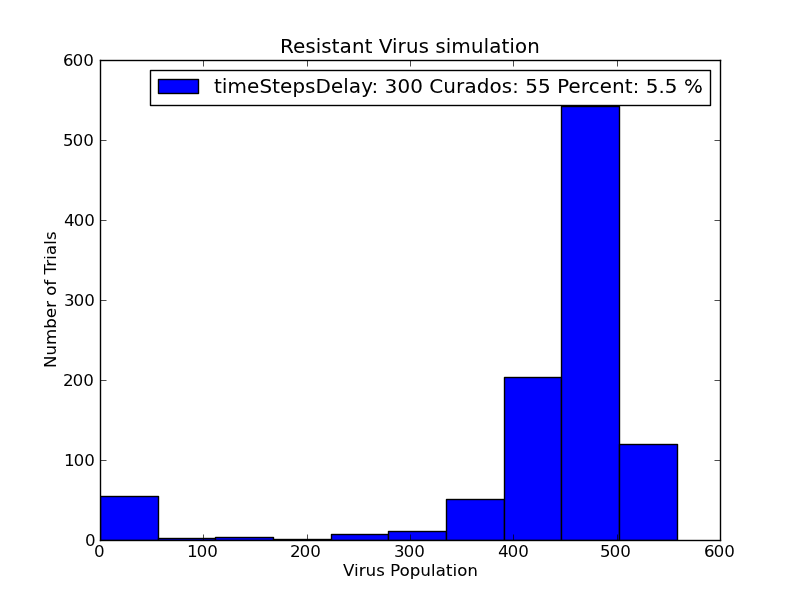 Resistant Virus simulation
timeStepsDelay: 300 Curados: 55 Percent: 5.5 %
600
500
400
300
200
100
0
Number of Trials
0 100 200 300 400 500 600
Virus Population